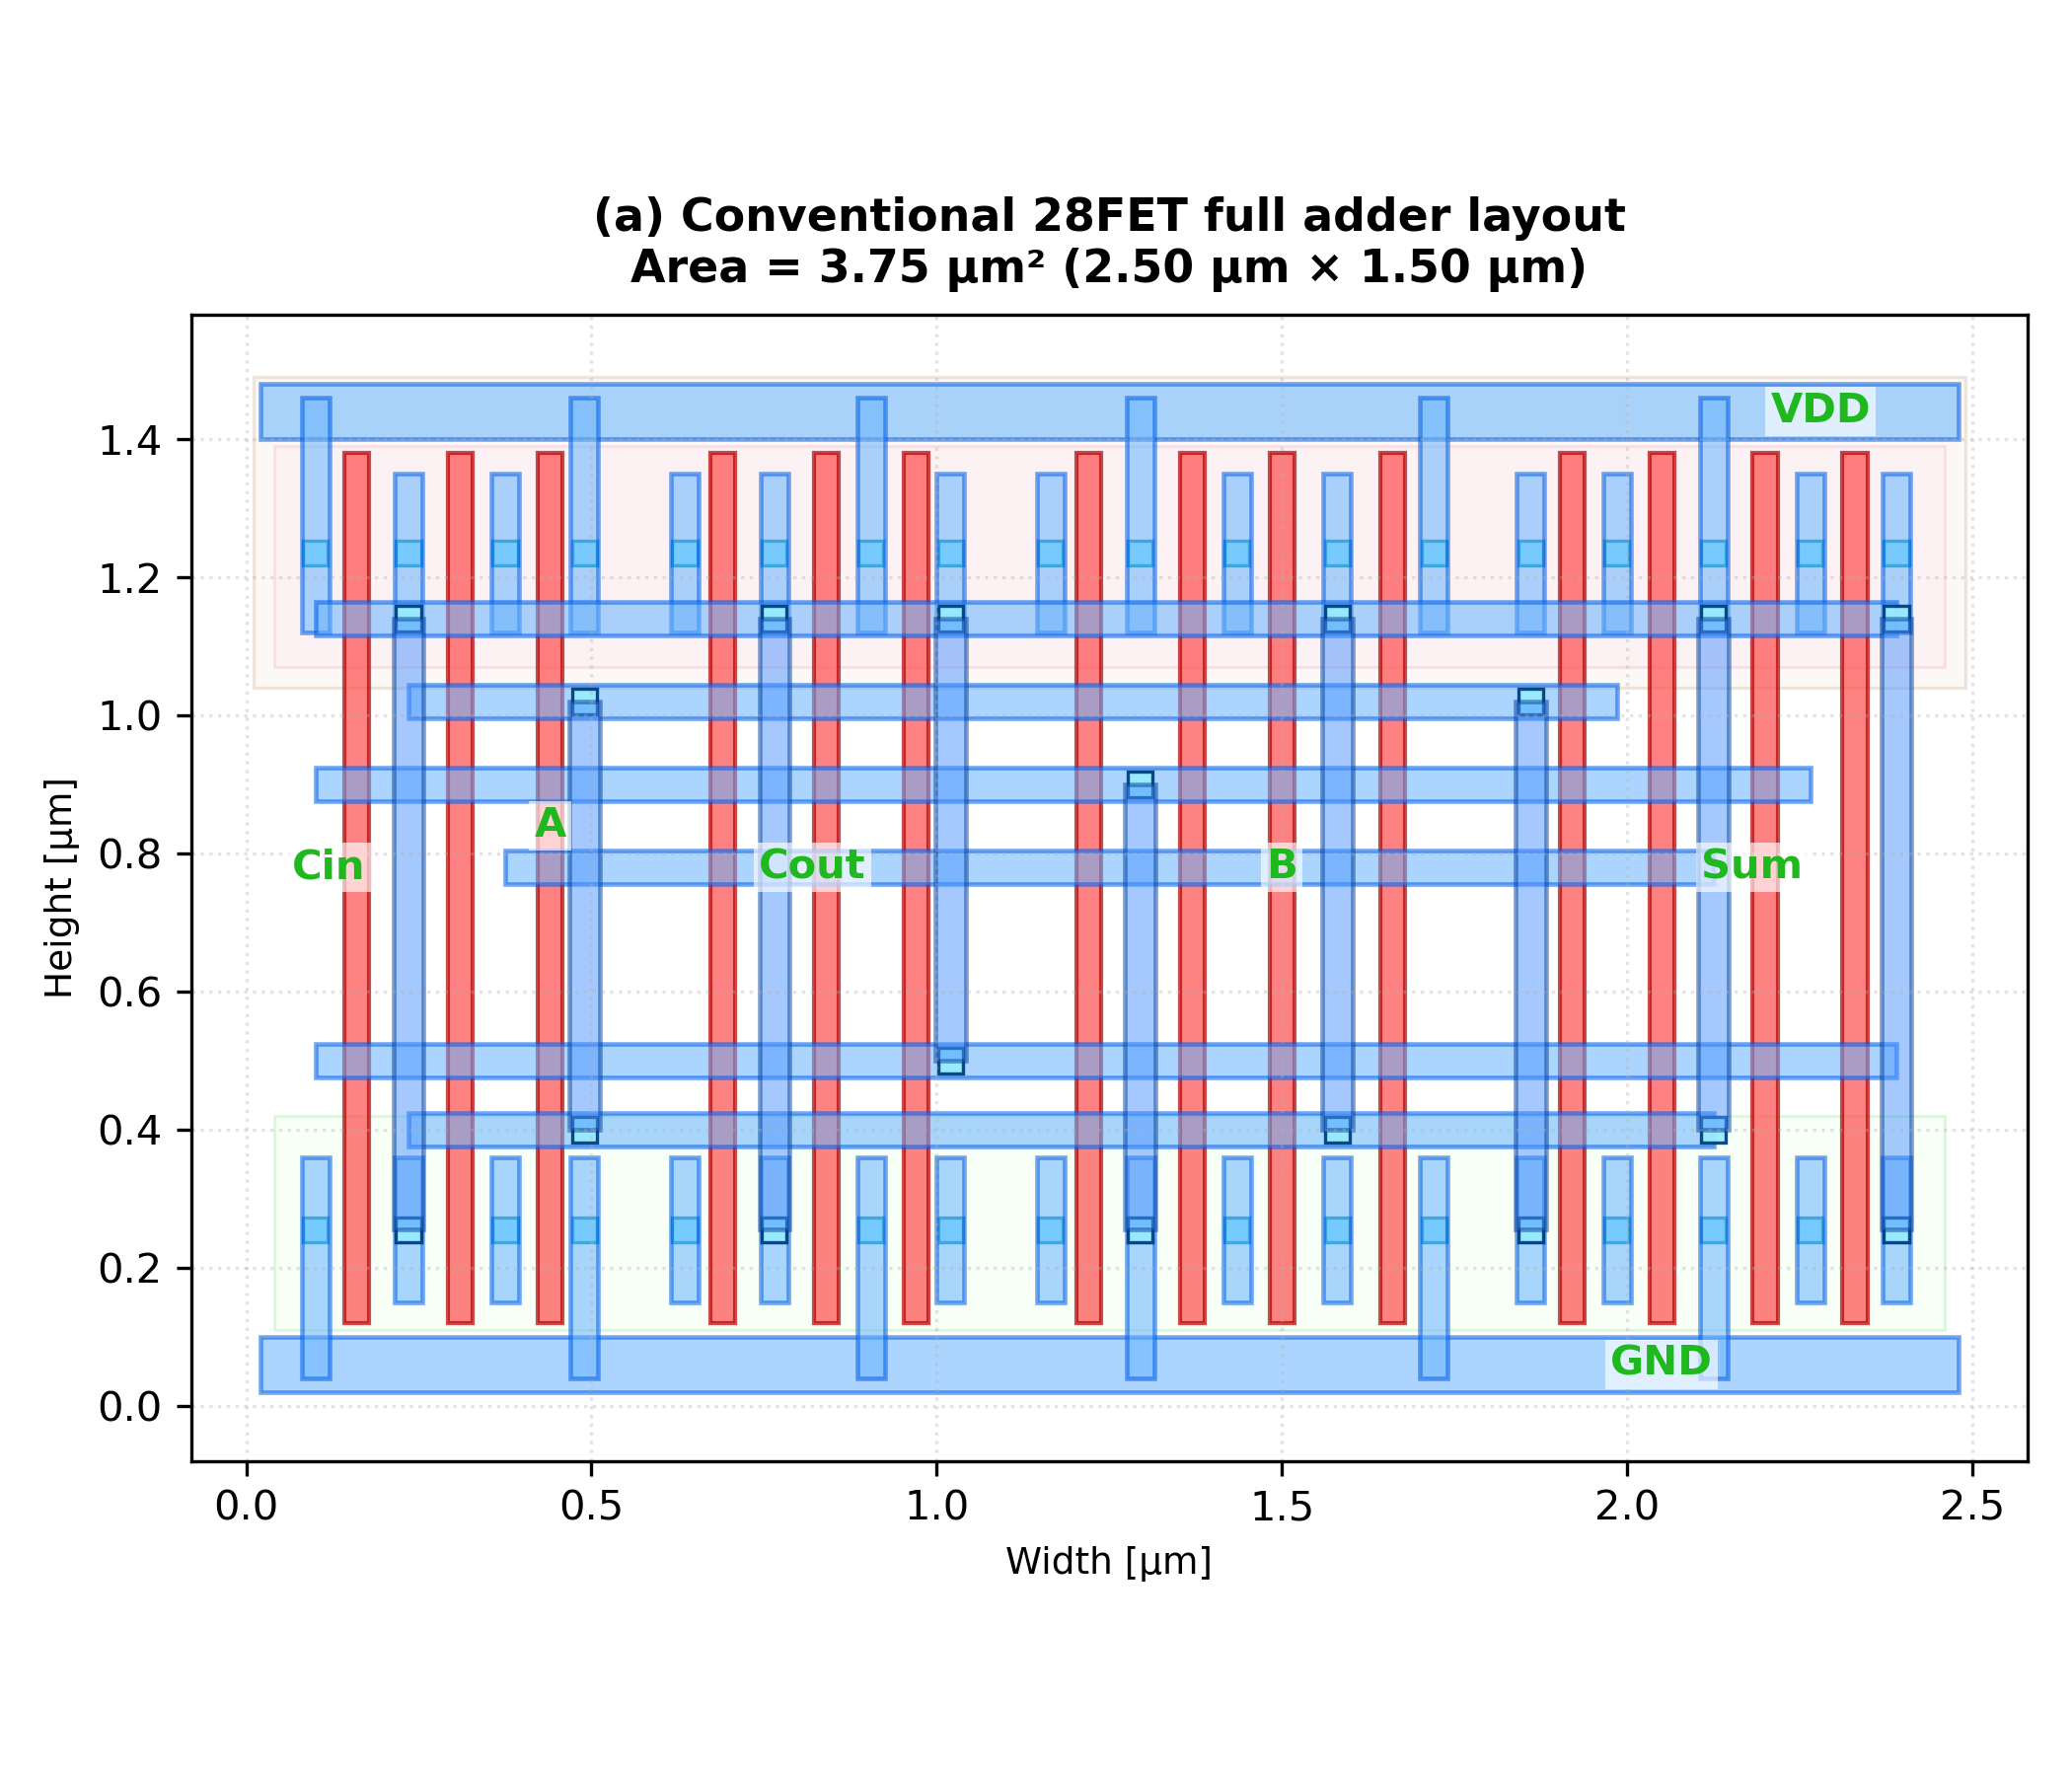 (a) Conventional 28FET full adder layout
Area = 3.75 µm² (2.50 µm × 1.50 µm)
VDD
1.4
1.2
1.0
A
0.8
Cin
Cout
B
Sum
Height [µm]
0.6
0.4
0.2
GND
0.0
0.0 0.5 1.0 1.5 2.0 2.5
Width [µm]